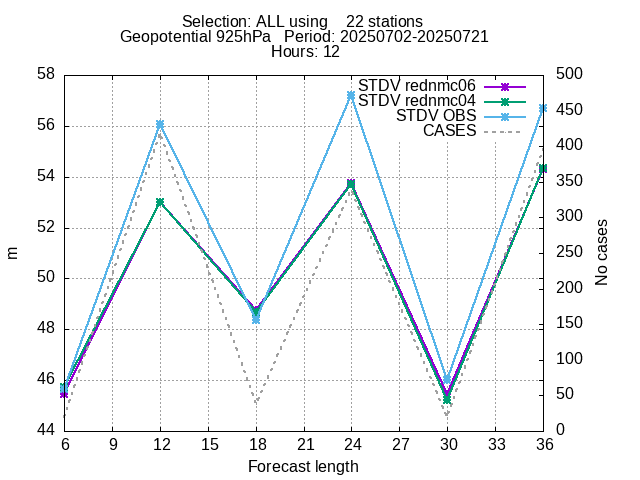 Selection: ALL using    22 stations
Geopotential 925hPa   Period: 20250702-20250721
Hours: 12
STDV rednmc06
STDV rednmc04
STDV OBS
CASES
58
56
54
52
50
48
46
44
m
500
450
400
350
300
250
200
150
100
50
0
No cases
6 9 12 15 18 21 24 27 30 33 36
Forecast length